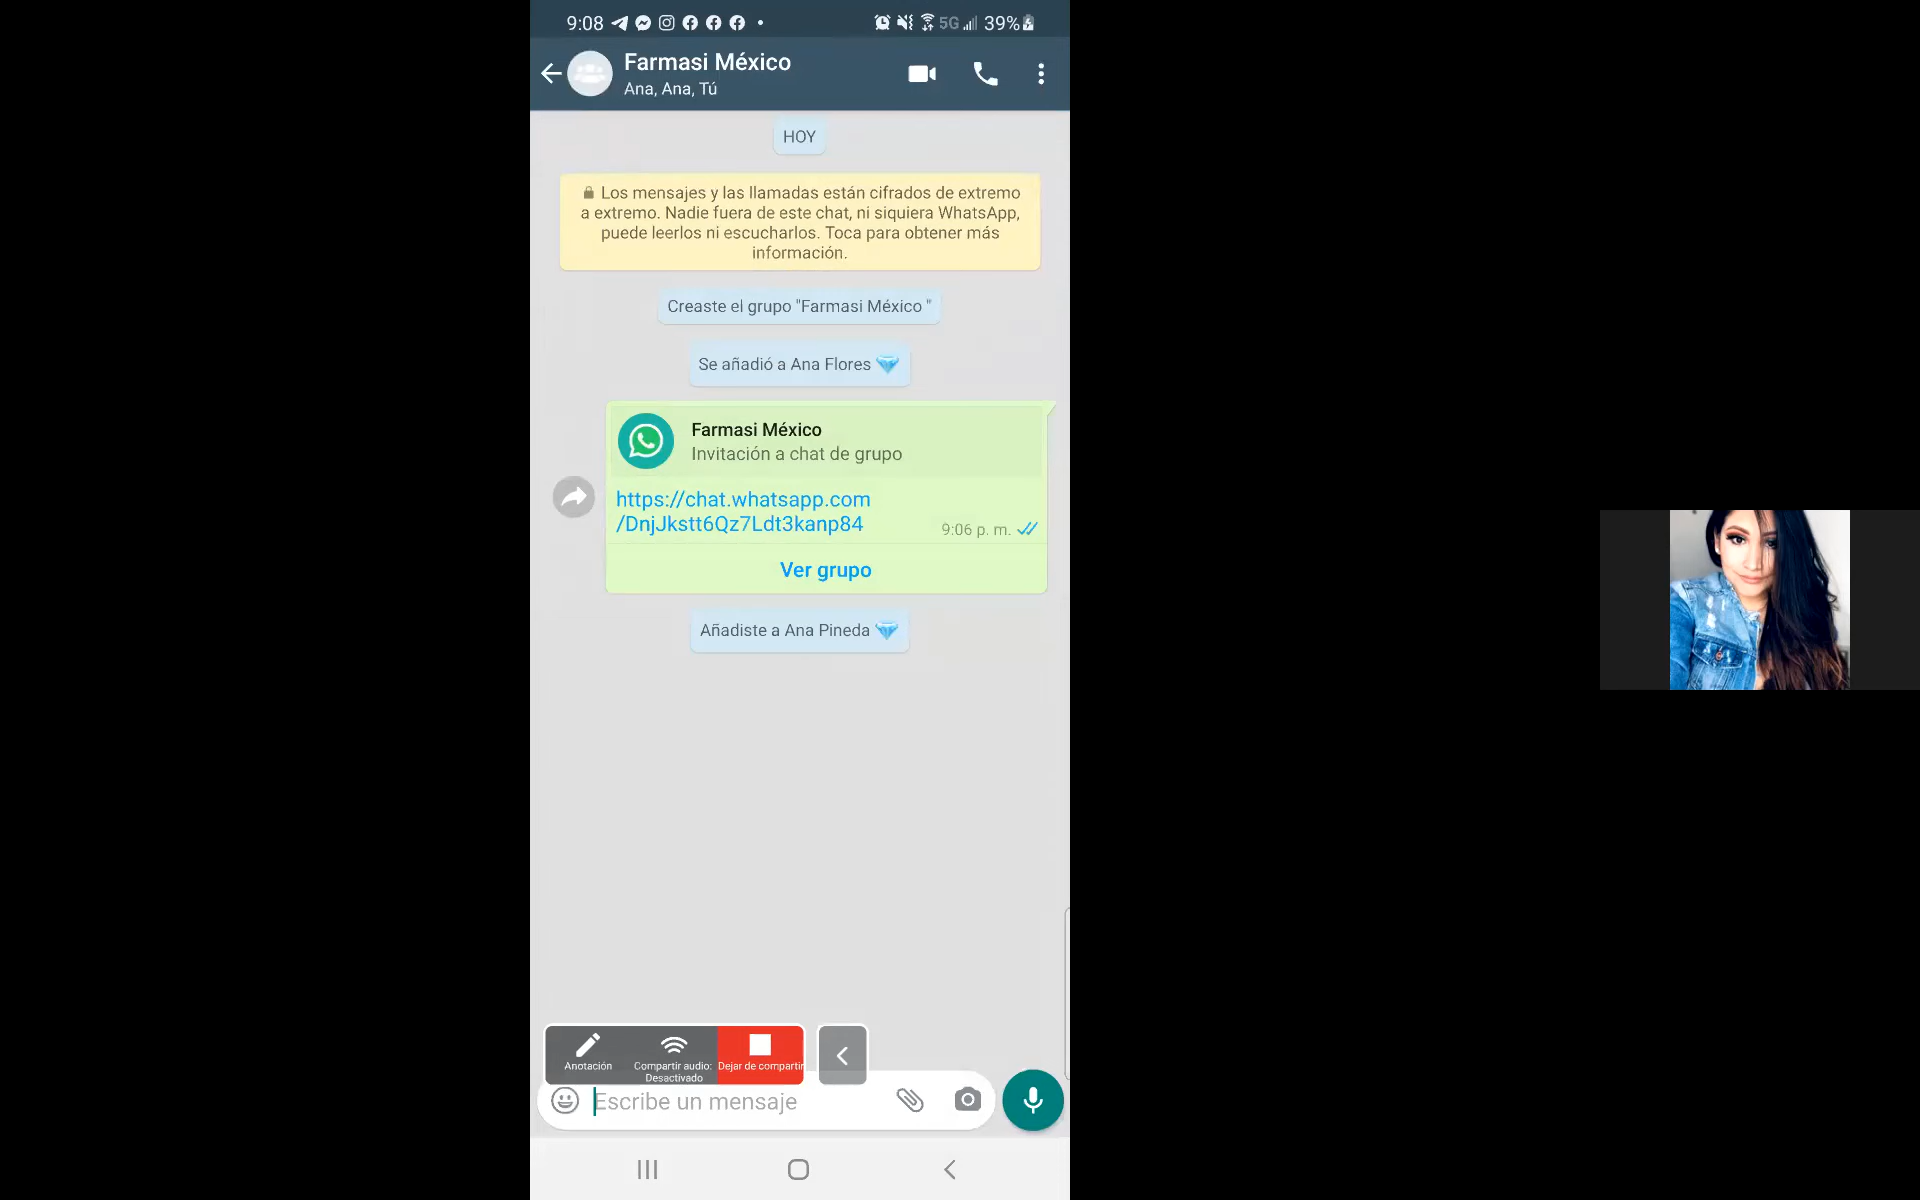 9:08 5G 39%
Farmasi México
Ana, Ana, Tú
HOY
Los mensajes y las llamadas están cifrados de extremo
a extremo. Nadie fuera de este chat, ni siquiera WhatsApp,
puede leerlos ni escucharlos. Toca para obtener más
información.
Creaste el grupo "Farmasi México "
Se añadió a Ana Flores 💎
Farmasi México
Invitación a chat de grupo
https://chat.whatsapp.com
/DnjJkstt6Qz7Ldt3kanp84
9:06 p. m.
Ver grupo
Añadiste a Ana Pineda 💎
Anotación
Compartir audio:
Desactivado
Dejar de compartir
Escribe un mensaje